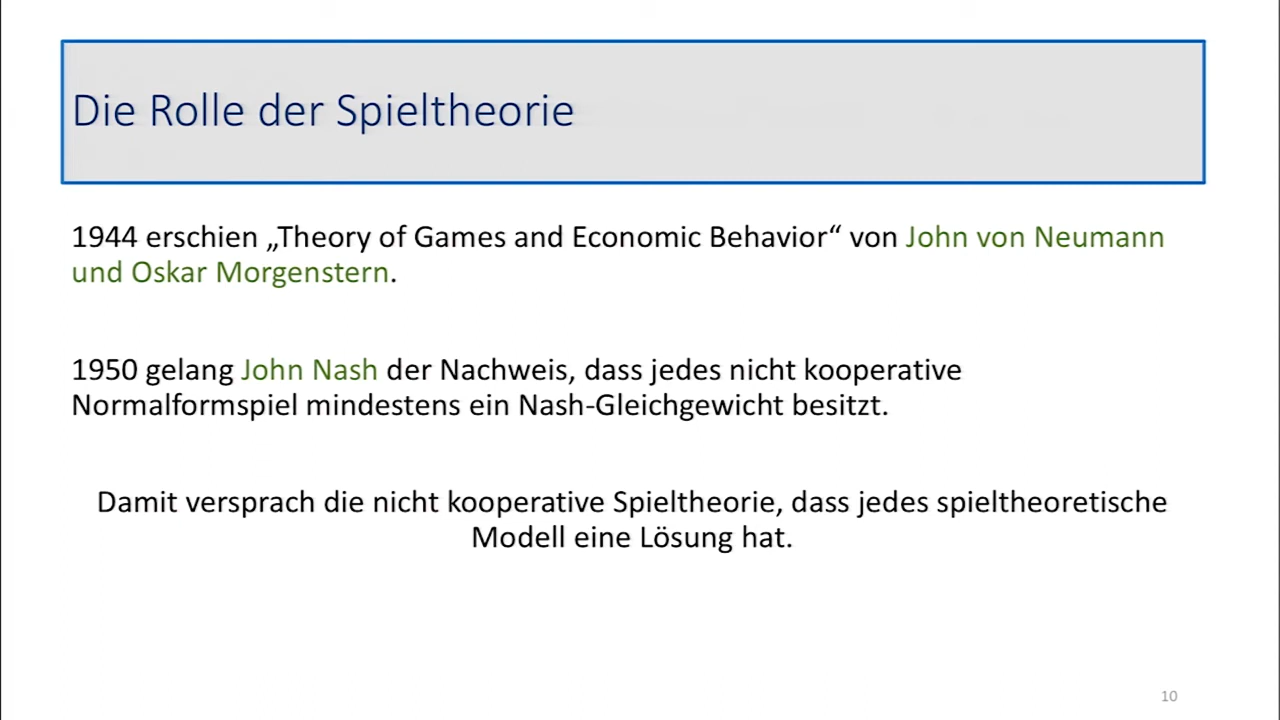 Die Rolle der Spieltheorie
1944 erschien „Theory of Games and Economic Behavior“ von John von Neumann
und Oskar Morgenstern.
1950 gelang John Nash der Nachweis, dass jedes nicht kooperative
Normalformspiel mindestens ein Nash-Gleichgewicht besitzt.
Damit versprach die nicht kooperative Spieltheorie, dass jedes spieltheoretische
Modell eine Lösung hat.
10